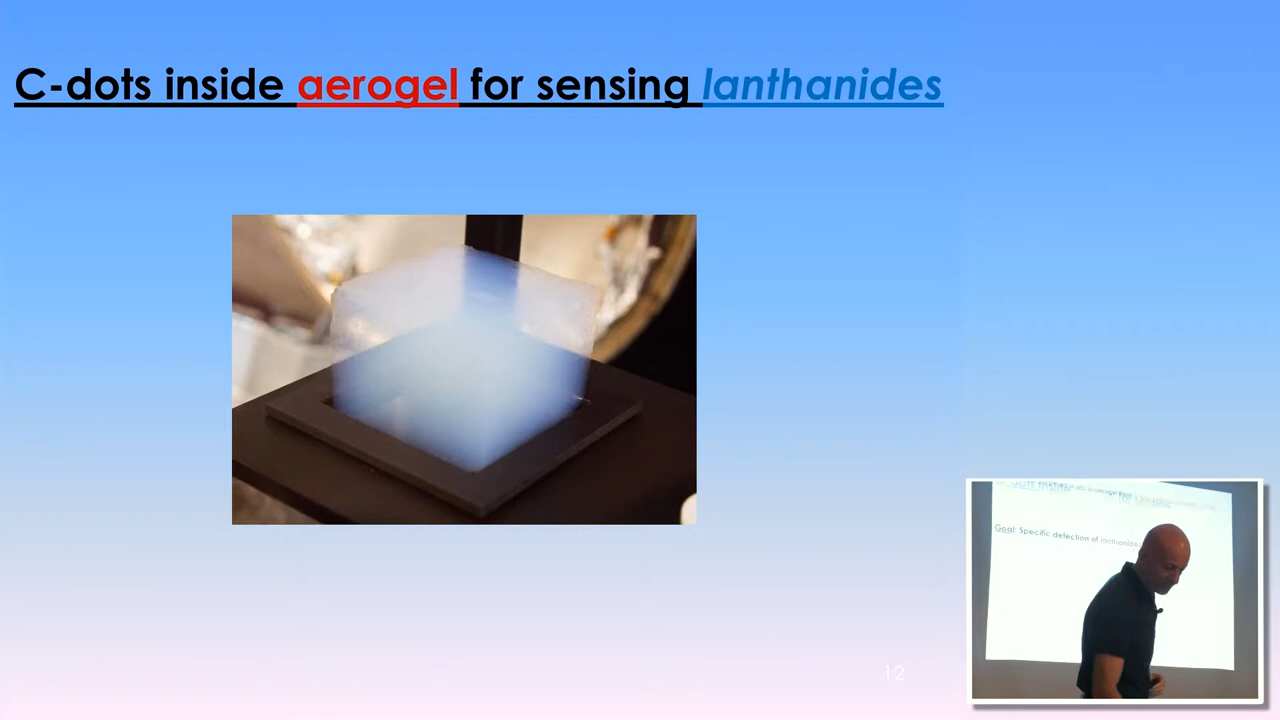 C-dots inside aerogel for sensing lanthanides
Goal: Specific detection of lanthanides
12